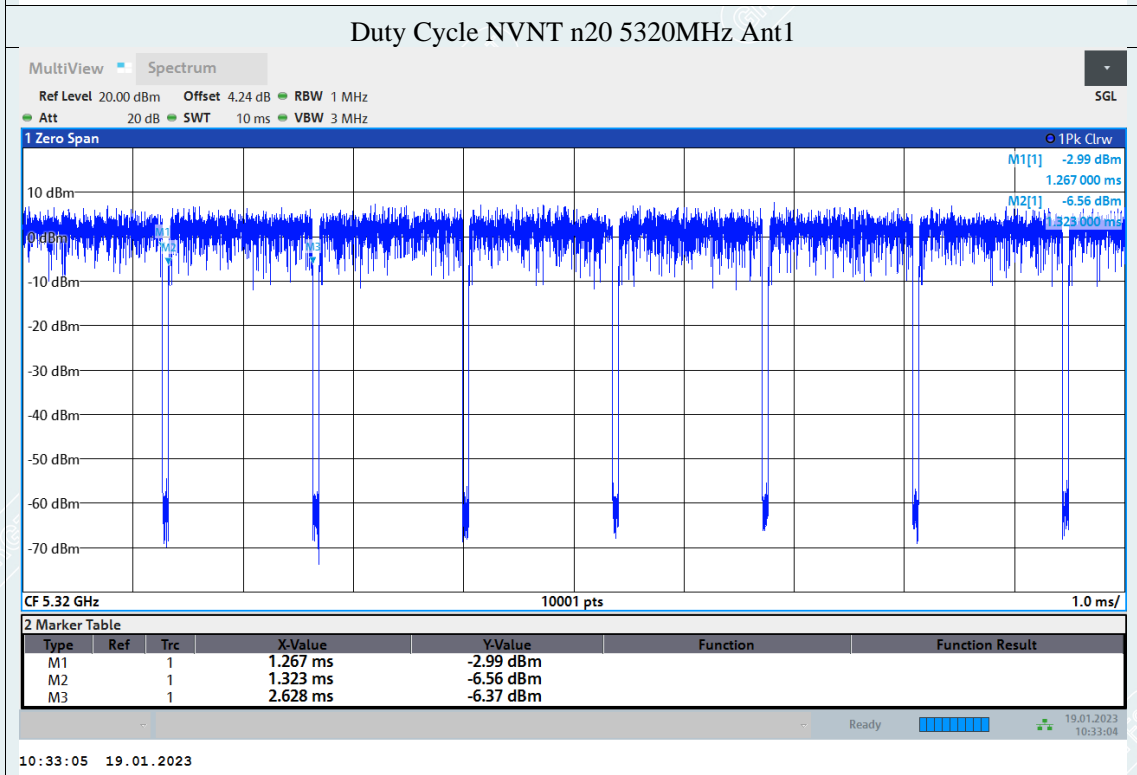 Duty Cycle NVNT n20 5320MHz Ant1
MultiView Spectrum
Ref Level 20.00 dBm Offset 4.24 dB RBW 1 MHz SGL
Att 20 dB SWT 10 ms VBW 3 MHz
1 Zero Span 1Pk Clrw
M1[1] -2.99 dBm
1.267 000 ms
M2[1] -6.56 dBm
1.323 000 ms
10 dBm
0 dBm
M1
M2
M3
-10 dBm
-20 dBm
-30 dBm
-40 dBm
-50 dBm
-60 dBm
-70 dBm
CF 5.32 GHz 10001 pts 1.0 ms/
2 Marker Table
Type Ref Trc X-Value Y-Value Function Function Result
M1 1 1.267 ms -2.99 dBm
M2 1 1.323 ms -6.56 dBm
M3 1 2.628 ms -6.37 dBm
Ready 19.01.2023
10:33:04
10:33:05 19.01.2023